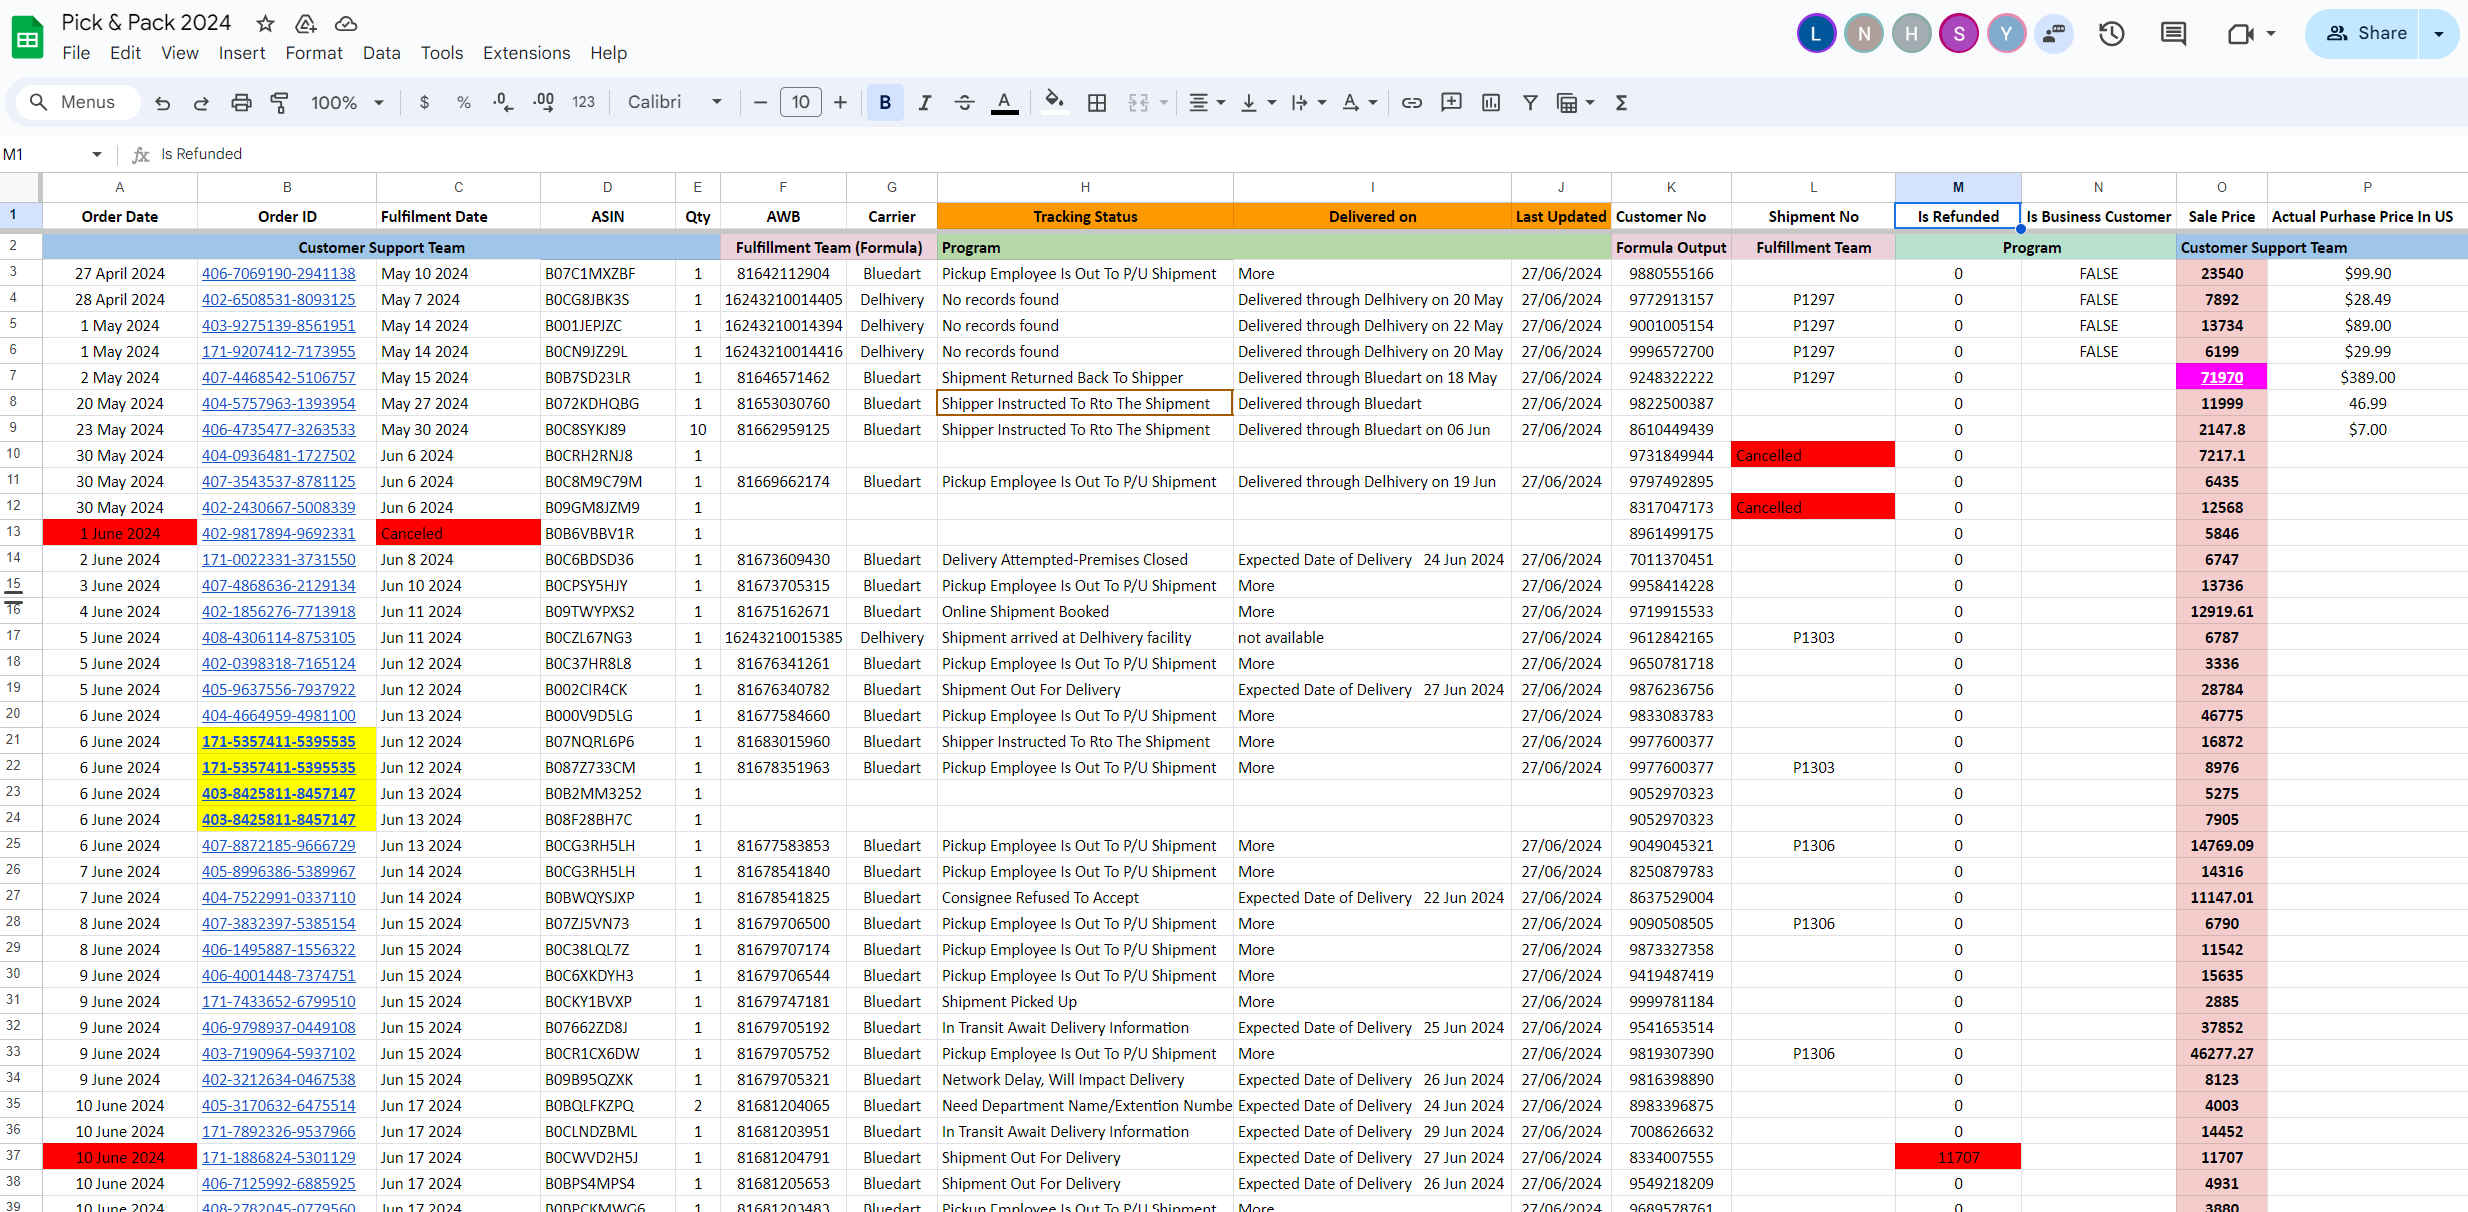 Pick & Pack 2024
File Edit View Insert Format Data Tools Extensions Help
L N H S Y
Share
Menus 100% $ % .0 .00 123 Calibri 10 B I A
M1 Is Refunded
A B C D E F G H I J K L M N O P
1 Order Date Order ID Fulfilment Date ASIN Qty AWB Carrier Tracking Status Delivered on Last Updated Customer No Shipment No Is Refunded Is Business Customer Sale Price Actual Purhase Price In US
2 Customer Support Team Fulfillment Team (Formula) Program Formula Output Fulfillment Team Program Customer Support Team
3 27 April 2024 406-7069190-2941138 May 10 2024 B07C1MXZBF 1 81642112904 Bluedart Pickup Employee Is Out To P/U Shipment More 27/06/2024 9880555166 0 FALSE 23540 $99.90
4 28 April 2024 402-6508531-8093125 May 7 2024 B0CG8JBK3S 1 16243210014405 Delhivery No records found Delivered through Delhivery on 20 May 27/06/2024 9772913157 P1297 0 FALSE 7892 $28.49
5 1 May 2024 403-9275139-8561951 May 14 2024 B001JEPJZC 1 16243210014394 Delhivery No records found Delivered through Delhivery on 22 May 27/06/2024 9001005154 P1297 0 FALSE 13734 $89.00
6 1 May 2024 171-9207412-7173955 May 14 2024 B0CN9JZ29L 1 16243210014416 Delhivery No records found Delivered through Delhivery on 20 May 27/06/2024 9996572700 P1297 0 FALSE 6199 $29.99
7 2 May 2024 407-4468542-5106757 May 15 2024 B0B7SD23LR 1 81646571462 Bluedart Shipment Returned Back To Shipper Delivered through Bluedart on 18 May 27/06/2024 9248322222 P1297 0 71970 $389.00
8 20 May 2024 404-5757963-1393954 May 27 2024 B072KDHQBG 1 81653030760 Bluedart Shipper Instructed To Rto The Shipment Delivered through Bluedart 27/06/2024 9822500387 0 11999 46.99
9 23 May 2024 406-4735477-3263533 May 30 2024 B0C8SYKJ89 10 81662959125 Bluedart Shipper Instructed To Rto The Shipment Delivered through Bluedart on 06 Jun 27/06/2024 8610449439 0 2147.8 $7.00
10 30 May 2024 404-0936481-1727502 Jun 6 2024 B0CRH2RNJ8 1 9731849944 Cancelled 0 7217.1
11 30 May 2024 407-3543537-8781125 Jun 6 2024 B0C8M9C79M 1 81669662174 Bluedart Pickup Employee Is Out To P/U Shipment Delivered through Delhivery on 19 Jun 27/06/2024 9797492895 0 6435
12 30 May 2024 402-2430667-5008339 Jun 6 2024 B09GM8JZM9 1 8317047173 Cancelled 0 12568
13 1 June 2024 402-9817894-9692331 Canceled B0B6VBBV1R 1 8961499175 0 5846
14 2 June 2024 171-0022331-3731550 Jun 8 2024 B0C6BDSD36 1 81673609430 Bluedart Delivery Attempted-Premises Closed Expected Date of Delivery 24 Jun 2024 27/06/2024 7011370451 0 6747
15 3 June 2024 407-4868636-2129134 Jun 10 2024 B0CPSY5HJY 1 81673705315 Bluedart Pickup Employee Is Out To P/U Shipment More 27/06/2024 9958414228 0 13736
16 4 June 2024 402-1856276-7713918 Jun 11 2024 B09TWYPXS2 1 81675162671 Bluedart Online Shipment Booked More 27/06/2024 9719915533 0 12919.61
17 5 June 2024 408-4306114-8753105 Jun 11 2024 B0CZL67NG3 1 16243210015385 Delhivery Shipment arrived at Delhivery facility not available 27/06/2024 9612842165 P1303 0 6787
18 5 June 2024 402-0398318-7165124 Jun 12 2024 B0C37HR8L8 1 81676341261 Bluedart Pickup Employee Is Out To P/U Shipment More 27/06/2024 9650781718 0 3336
19 5 June 2024 405-9637556-7937922 Jun 12 2024 B002CIR4CK 1 81676340782 Bluedart Shipment Out For Delivery Expected Date of Delivery 27 Jun 2024 27/06/2024 9876236756 0 28784
20 6 June 2024 404-4664959-4981100 Jun 13 2024 B000V9D5LG 1 81677584660 Bluedart Pickup Employee Is Out To P/U Shipment More 27/06/2024 9833083783 0 46775
21 6 June 2024 171-5357411-5395535 Jun 12 2024 B07NQRL6P6 1 81683015960 Bluedart Shipper Instructed To Rto The Shipment More 27/06/2024 9977600377 0 16872
22 6 June 2024 171-5357411-5395535 Jun 12 2024 B087Z733CM 1 81678351963 Bluedart Pickup Employee Is Out To P/U Shipment More 27/06/2024 9977600377 P1303 0 8976
23 6 June 2024 403-8425811-8457147 Jun 13 2024 B0B2MM3252 1 9052970323 0 5275
24 6 June 2024 403-8425811-8457147 Jun 13 2024 B08F28BH7C 1 9052970323 0 7905
25 6 June 2024 407-8872185-9666729 Jun 13 2024 B0CG3RH5LH 1 81677583853 Bluedart Pickup Employee Is Out To P/U Shipment More 27/06/2024 9049045321 P1306 0 14769.09
26 7 June 2024 405-8996386-5389967 Jun 14 2024 B0CG3RH5LH 1 81678541840 Bluedart Pickup Employee Is Out To P/U Shipment More 27/06/2024 8250879783 0 14316
27 7 June 2024 404-7522991-0337110 Jun 14 2024 B0BWQYSJXP 1 81678541825 Bluedart Consignee Refused To Accept Expected Date of Delivery 22 Jun 2024 27/06/2024 8637529004 0 11147.01
28 8 June 2024 407-3832397-5385154 Jun 15 2024 B07ZJ5VN73 1 81679706500 Bluedart Pickup Employee Is Out To P/U Shipment More 27/06/2024 9090508505 P1306 0 6790
29 8 June 2024 406-1495887-1556322 Jun 15 2024 B0C38LQL7Z 1 81679707174 Bluedart Pickup Employee Is Out To P/U Shipment More 27/06/2024 9873327358 0 11542
30 9 June 2024 406-4001448-7374751 Jun 15 2024 B0C6XKDYH3 1 81679706544 Bluedart Pickup Employee Is Out To P/U Shipment More 27/06/2024 9419487419 0 15635
31 9 June 2024 171-7433652-6799510 Jun 15 2024 B0CKY1BVXP 1 81679747181 Bluedart Shipment Picked Up More 27/06/2024 9999781184 0 2885
32 9 June 2024 406-9798937-0449108 Jun 15 2024 B07662ZD8J 1 81679705192 Bluedart In Transit Await Delivery Information Expected Date of Delivery 25 Jun 2024 27/06/2024 9541653514 0 37852
33 9 June 2024 403-7190964-5937102 Jun 15 2024 B0CR1CX6DW 1 81679705752 Bluedart Pickup Employee Is Out To P/U Shipment More 27/06/2024 9819307390 P1306 0 46277.27
34 9 June 2024 402-3212634-0467538 Jun 15 2024 B09B95QZXK 1 81679705321 Bluedart Network Delay, Will Impact Delivery Expected Date of Delivery 26 Jun 2024 27/06/2024 9816398890 0 8123
35 10 June 2024 405-3170632-6475514 Jun 17 2024 B0BQLFKZPQ 2 81681204065 Bluedart Need Department Name/Extention Numbe Expected Date of Delivery 24 Jun 2024 27/06/2024 8983396875 0 4003
36 10 June 2024 171-7892326-9537966 Jun 17 2024 B0CLNDZBML 1 81681203951 Bluedart In Transit Await Delivery Information Expected Date of Delivery 29 Jun 2024 27/06/2024 7008626632 0 14452
37 10 June 2024 171-1886824-5301129 Jun 17 2024 B0CWVD2H5J 1 81681204791 Bluedart Shipment Out For Delivery Expected Date of Delivery 27 Jun 2024 27/06/2024 8334007555 11707 11707
38 10 June 2024 406-7125992-6885925 Jun 17 2024 B0BPS4MPS4 1 81681205653 Bluedart Shipment Out For Delivery Expected Date of Delivery 26 Jun 2024 27/06/2024 9549218209 0 4931
39 10 June 2024 408-2782045-0779560 Jun 17 2024 B0BPCKMWG6 1 81681203483 Bluedart Pickup Employee Is Out To P/U Shipment More 27/06/2024 9689578761 0 3880